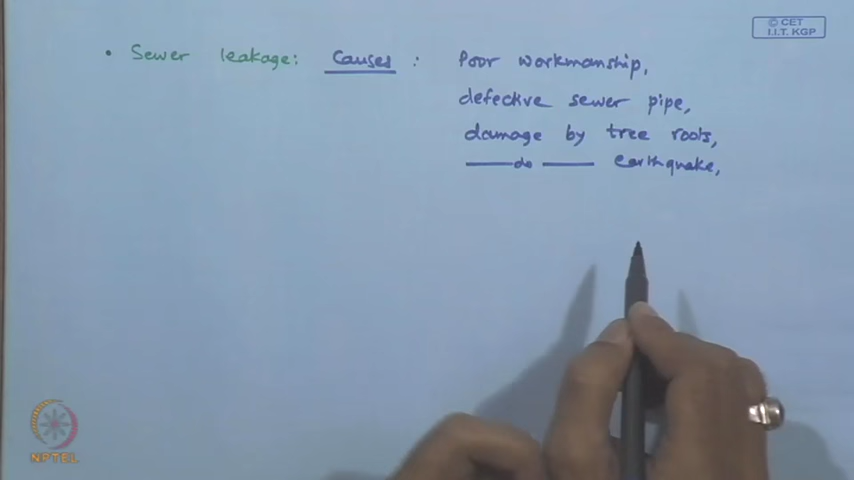 © CET
I.I.T. KGP
• Sewer leakage: Causes : Poor workmanship,
defective sewer pipe,
damage by tree roots,
—do— earthquake,
NPTEL